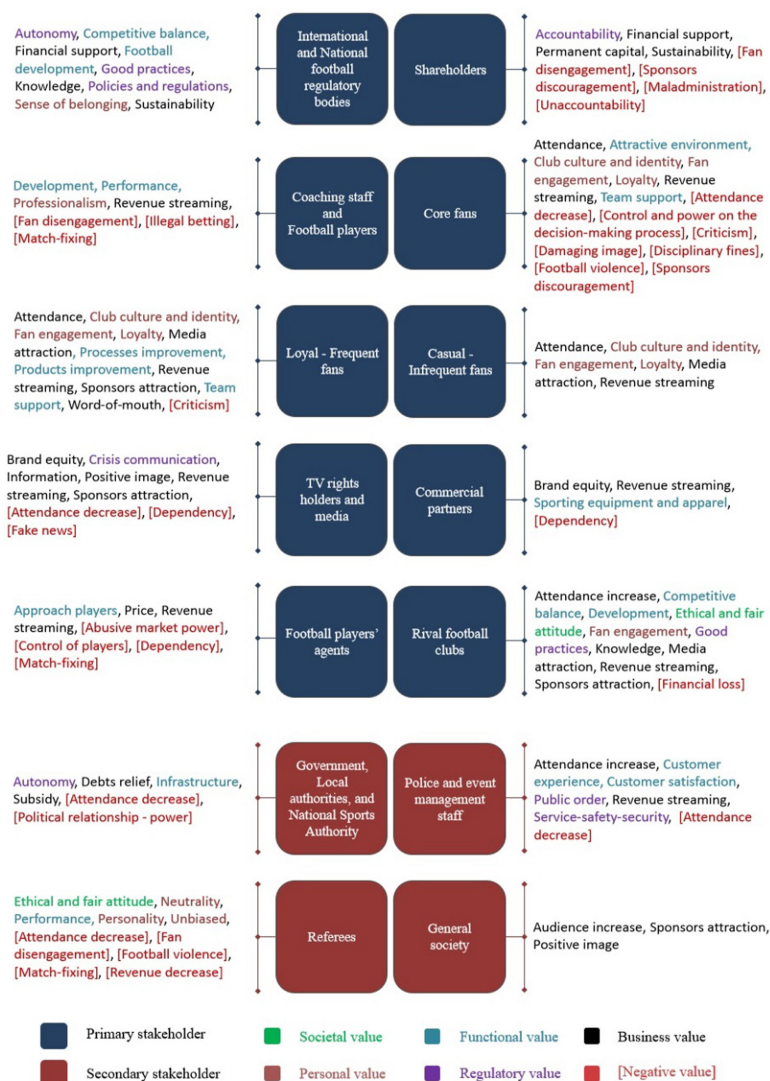 Autonomy, Competitive balance,
Financial support, Football
development, Good practices,
Knowledge, Policies and regulations,
Sense of belonging, Sustainability
International
and National
football
regulatory
bodies
Shareholders
Accountability, Financial support,
Permanent capital, Sustainability, [Fan
disengagement], [Sponsors
discouragement], [Maladministration],
[Unaccountability]
Development, Performance,
Professionalism, Revenue streaming,
[Fan disengagement], [Illegal betting],
[Match-fixing]
Coaching staff
and
Football players
Core fans
Attendance, Attractive environment,
Club culture and identity, Fan
engagement, Loyalty, Revenue
streaming, Team support, [Attendance
decrease], [Control and power on the
decision-making process], [Criticism],
[Damaging image], [Disciplinary fines],
[Football violence], [Sponsors
discouragement]
Attendance, Club culture and identity,
Fan engagement, Loyalty, Media
attraction, Processes improvement,
Products improvement, Revenue
streaming, Sponsors attraction, Team
support, Word-of-mouth, [Criticism]
Loyal - Frequent
fans
Casual -
Infrequent fans
Attendance, Club culture and identity,
Fan engagement, Loyalty, Media
attraction, Revenue streaming
Brand equity, Crisis communication,
Information, Positive image, Revenue
streaming, Sponsors attraction,
[Attendance decrease], [Dependency],
[Fake news]
TV rights
holders and
media
Commercial
partners
Brand equity, Revenue streaming,
Sporting equipment and apparel,
[Dependency]
Approach players, Price, Revenue
streaming, [Abusive market power],
[Control of players], [Dependency],
[Match-fixing]
Football players’
agents
Rival football
clubs
Attendance increase, Competitive
balance, Development, Ethical and fair
attitude, Fan engagement, Good
practices, Knowledge, Media
attraction, Revenue streaming,
Sponsors attraction, [Financial loss]
Autonomy, Debts relief, Infrastructure,
Subsidy, [Attendance decrease],
[Political relationship - power]
Government,
Local
authorities, and
National Sports
Authority
Police and event
management
staff
Attendance increase, Customer
experience, Customer satisfaction,
Public order, Revenue streaming,
Service-safety-security, [Attendance
decrease]
Ethical and fair attitude, Neutrality,
Performance, Personality, Unbiased,
[Attendance decrease], [Fan
disengagement], [Football violence],
[Match-fixing], [Revenue decrease]
Referees
General
society
Audience increase, Sponsors attraction,
Positive image
Primary stakeholder
Societal value
Functional value
Business value
Secondary stakeholder
Personal value
Regulatory value
[Negative value]